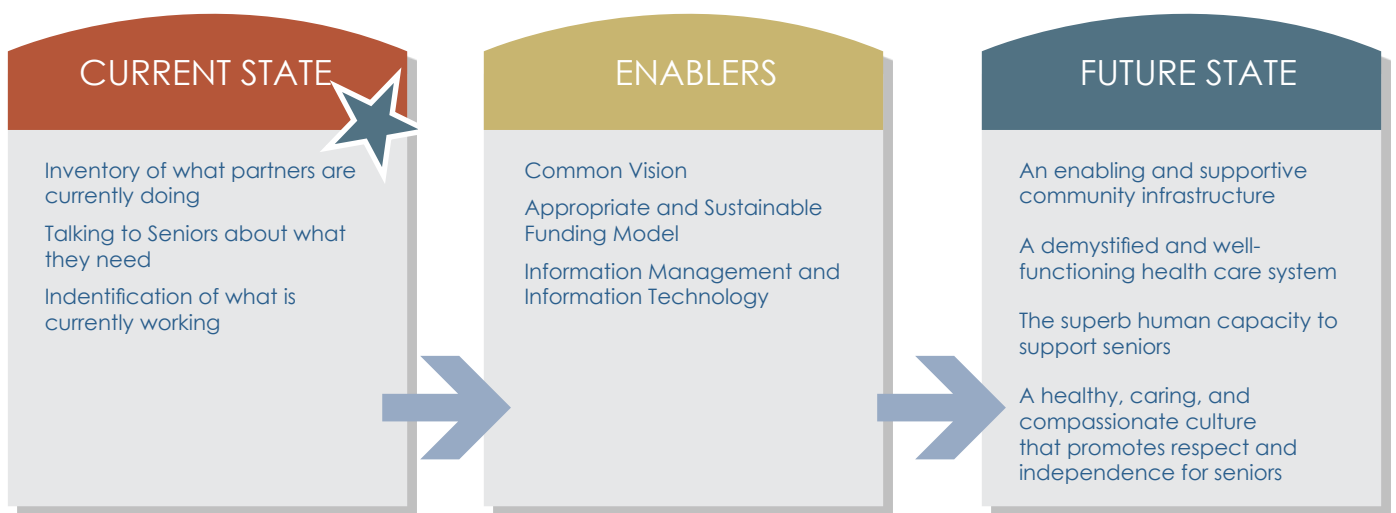 CURRENT STATE
Inventory of what partners are
currently doing
Talking to Seniors about what
they need
Indentification of what is
currently working
ENABLERS
Common Vision
Appropriate and Sustainable
Funding Model
Information Management and
Information Technology
FUTURE STATE
An enabling and supportive
community infrastructure
A demystified and well-
functioning health care system
The superb human capacity to
support seniors
A healthy, caring, and
compassionate culture
that promotes respect and
independence for seniors